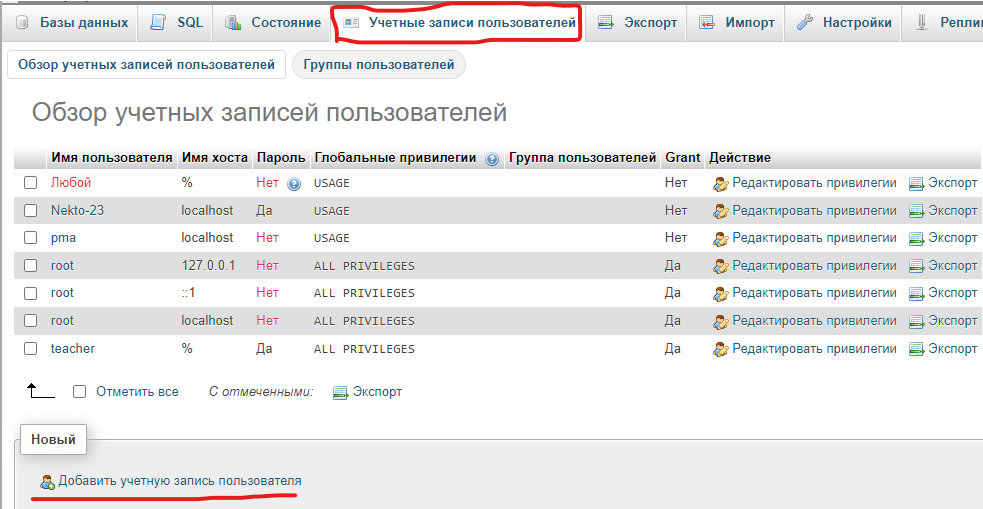 Базы данных SQL Состояние Учетные записи пользователей Экспорт Импорт Настройки Репли
Обзор учетных записей пользователей Группы пользователей
Обзор учетных записей пользователей
Имя пользователя Имя хоста Пароль Глобальные привилегии Группа пользователей Grant Действие
Любой % Нет USAGE Нет Редактировать привилегии Экспорт
Nekto-23 localhost Да USAGE Нет Редактировать привилегии Экспорт
pma localhost Нет USAGE Нет Редактировать привилегии Экспорт
root 127.0.0.1 Нет ALL PRIVILEGES Да Редактировать привилегии Экспорт
root ::1 Нет ALL PRIVILEGES Да Редактировать привилегии Экспорт
root localhost Нет ALL PRIVILEGES Да Редактировать привилегии Экспорт
teacher % Да ALL PRIVILEGES Да Редактировать привилегии Экспорт
Отметить все С отмеченными: Экспорт
Новый
Добавить учетную запись пользователя